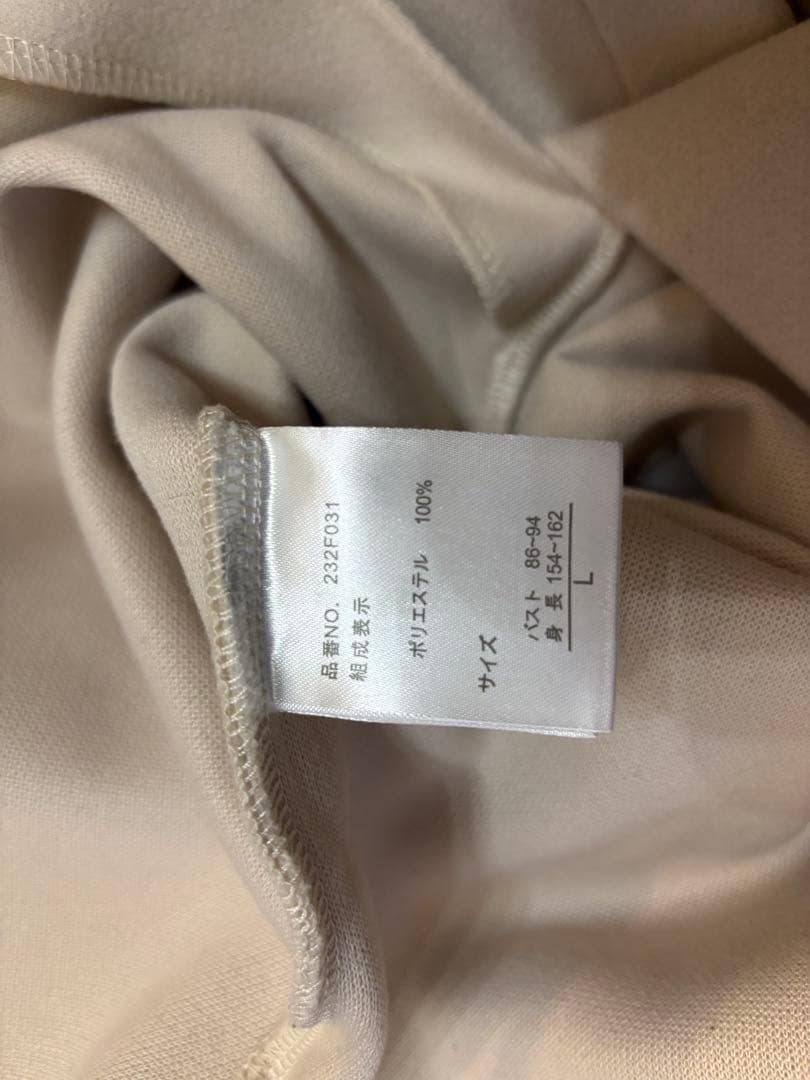 品番NO. 232F031
組成表示
ポリエステル 100%
サイズ
バスト 86~94
身長 154~162
L